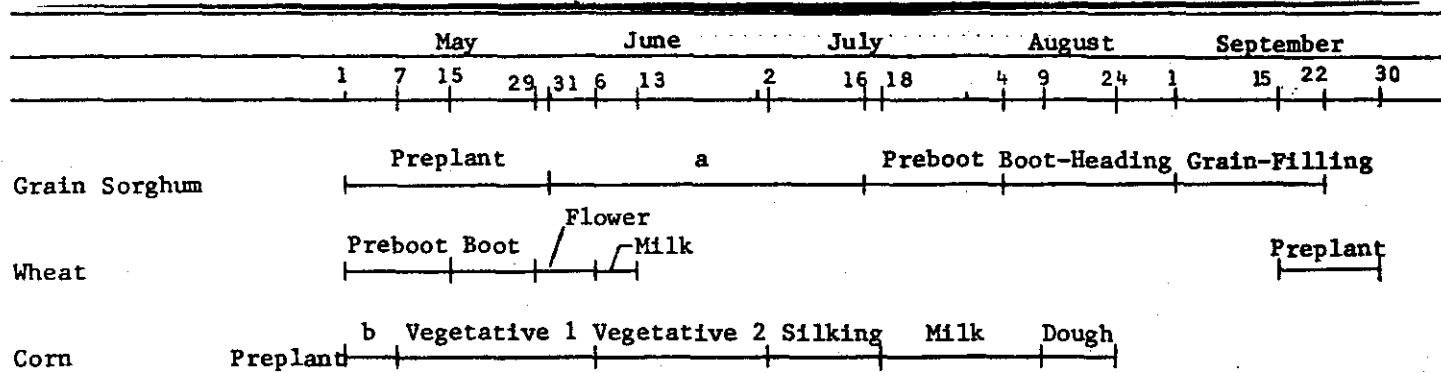 May June July August September
1 7 15 29 31 6 13 2 16 18 4 9 24 1 15 22 30
Preplant a Preboot Boot-Heading Grain-Filling
Grain Sorghum
Flower
Preboot Boot Milk Preplant
Wheat
b Vegetative 1 Vegetative 2 Silking Milk Dough
Corn Preplant